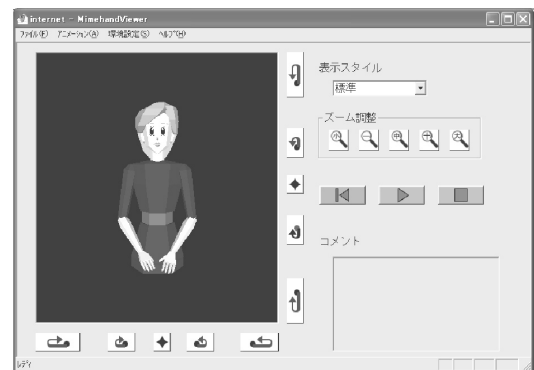 internet - MimehandViewer
ファイル(F) アニメーション(A) 環境設定(S) ヘルプ(H)
表示スタイル
標準
ズーム調整
コメント
レディ